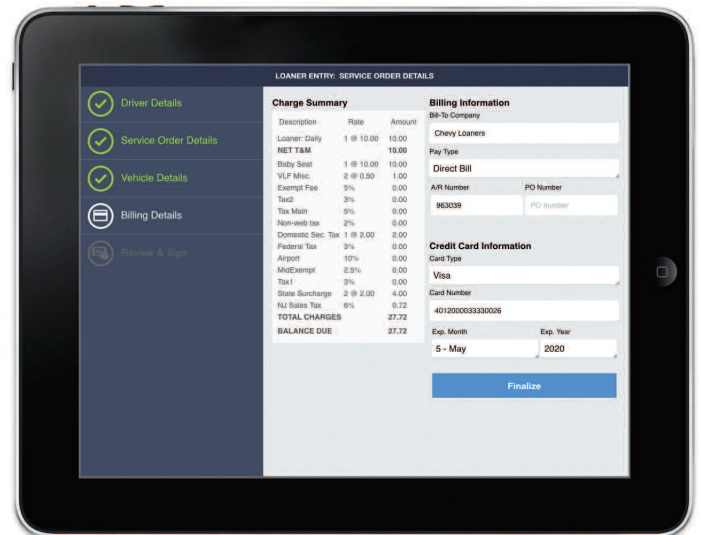 LOANER ENTRY: SERVICE ORDER DETAILS
Driver Details
Service Order Details
Vehicle Details
Billing Details
Review & Sign
Charge Summary
Description Rate Amount
Loaner: Daily 1 @ 10.00 10.00
NET T&M 10.00
Baby Seat 1 @ 10.00 10.00
VLF Misc. 2 @ 0.50 1.00
Exempt Fee 5% 0.00
Tax2 3% 0.00
Tax Main 5% 0.00
Non-web tax 2% 0.00
Domestic Sec. Tax 1 @ 2.00 2.00
Federal Tax 3% 0.00
Airport 10% 0.00
MidExempt 2.5% 0.00
Tax1 3% 0.00
State Surcharge 2 @ 2.00 4.00
NJ Sales Tax 6% 0.72
TOTAL CHARGES 27.72
BALANCE DUE 27.72
Billing Information
Bill-To Company
Chevy Loaners
Pay Type
Direct Bill
A/R Number PO Number
963039 PO number
Credit Card Information
Card Type
Visa
Card Number
4012000033330026
Exp. Month Exp. Year
5 - May 2020
Finalize